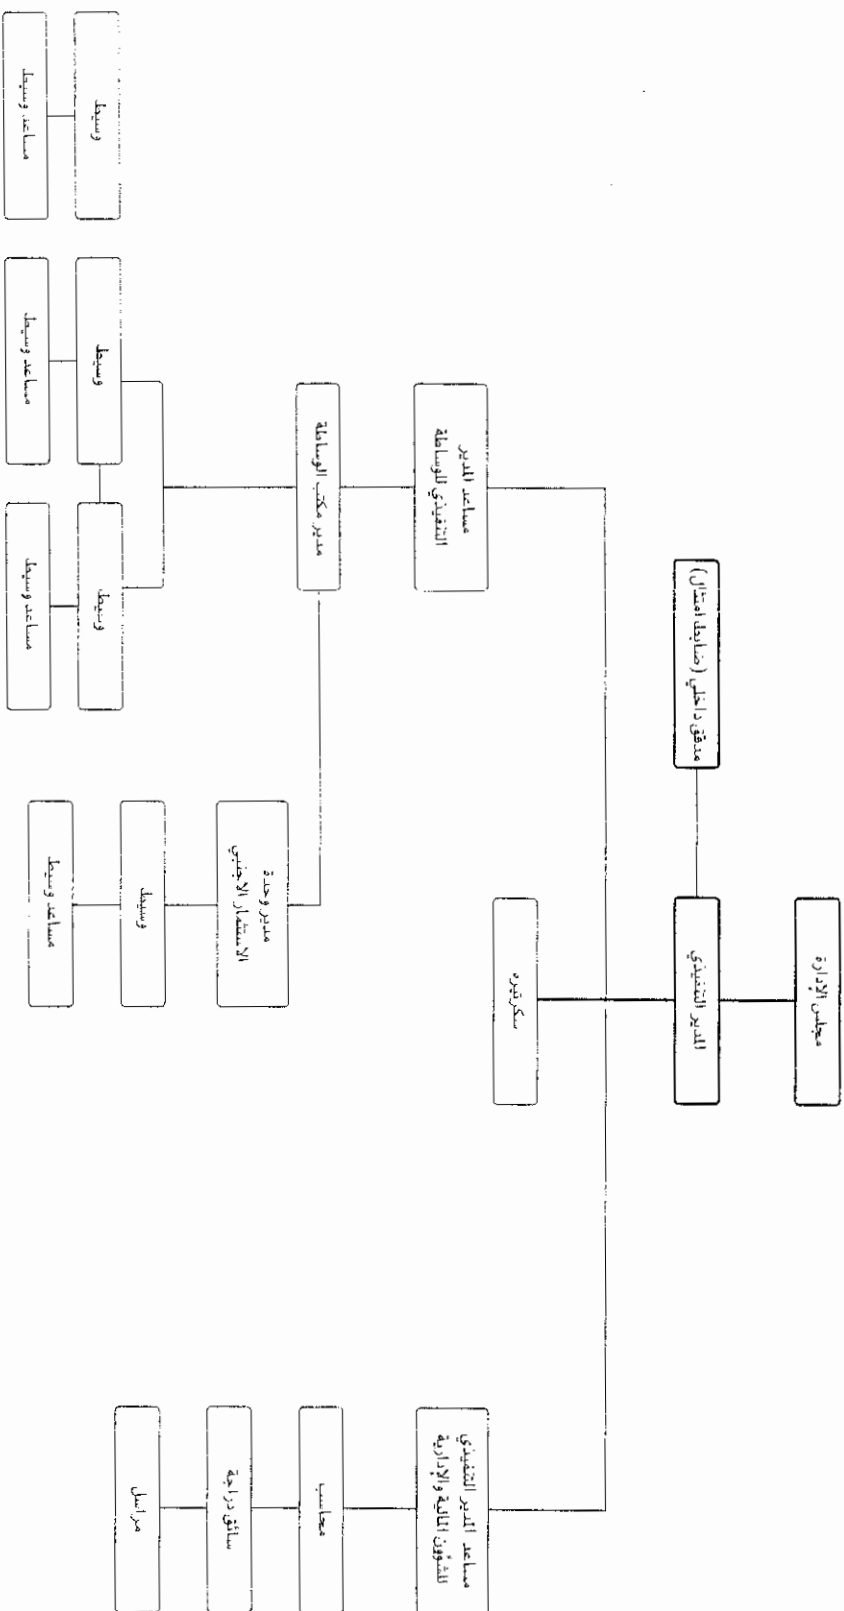 مجلس الإدارة
المدير التنفيذي
مدقق داخلي (ضابط امتثال)
سكرتيره
مساعد المدير التنفيذي
للشؤون المالية والإدارية
محاسب
سائق دراجة
مراسل
مساعد المدير
التنفيذي للوساطة
مدير مكتب الوساطة
مدير وحدة
الاستثمار الاجنبي
وسيط
مساعد وسيط
وسيط
مساعد وسيط
وسيط
مساعد وسيط
وسيط
مساعد وسيط